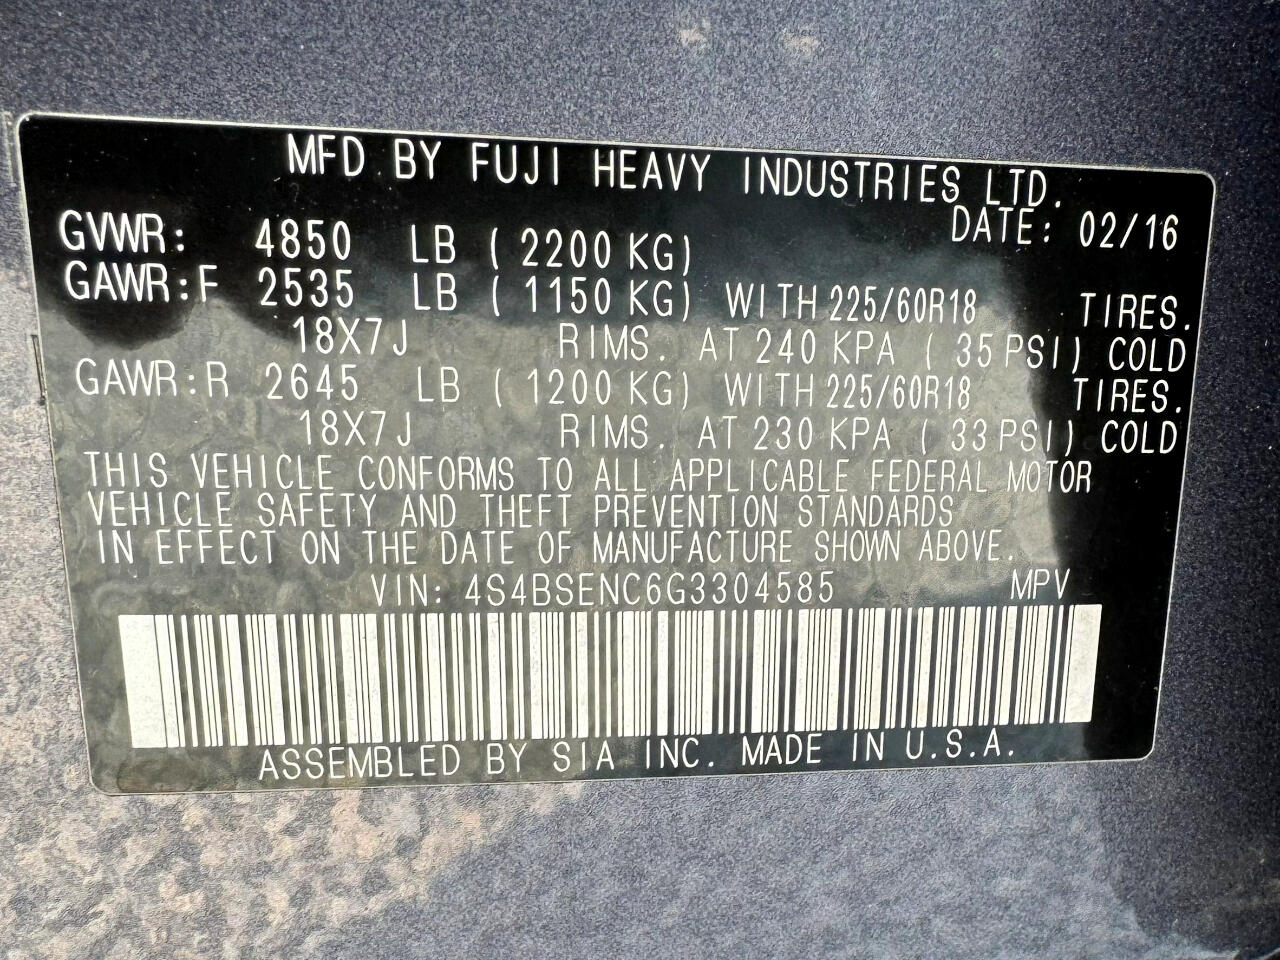 MFD BY FUJI HEAVY INDUSTRIES LTD.
DATE: 02/16
GVWR: 4850 LB ( 2200 KG)
GAWR:F 2535 LB ( 1150 KG) WITH 225/60R18 TIRES.
18X7J RIMS. AT 240 KPA ( 35 PSI) COLD
GAWR:R 2645 LB ( 1200 KG) WITH 225/60R18 TIRES.
18X7J RIMS. AT 230 KPA ( 33 PSI) COLD
THIS VEHICLE CONFORMS TO ALL APPLICABLE FEDERAL MOTOR
VEHICLE SAFETY AND THEFT PREVENTION STANDARDS
IN EFFECT ON THE DATE OF MANUFACTURE SHOWN ABOVE.
VIN: 4S4BSENC6G3304585 MPV
ASSEMBLED BY SIA INC. MADE IN U.S.A.